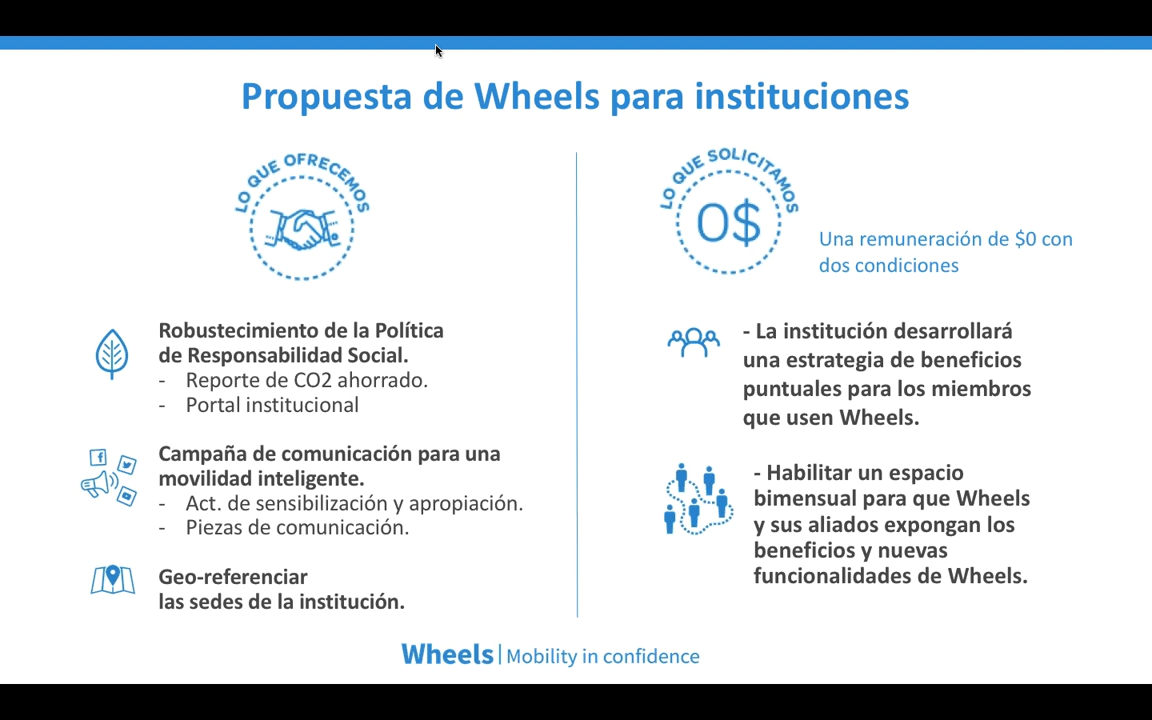 Propuesta de Wheels para instituciones
LO QUE OFRECEMOS
Robustecimiento de la Política
de Responsabilidad Social.
- Reporte de CO2 ahorrado.
- Portal institucional
Campaña de comunicación para una
movilidad inteligente.
- Act. de sensibilización y apropiación.
- Piezas de comunicación.
Geo-referenciar
las sedes de la institución.
LO QUE SOLICITAMOS
0$
Una remuneración de $0 con
dos condiciones
- La institución desarrollará
una estrategia de beneficios
puntuales para los miembros
que usen Wheels.
- Habilitar un espacio
bimensual para que Wheels
y sus aliados expongan los
beneficios y nuevas
funcionalidades de Wheels.
Wheels | Mobility in confidence